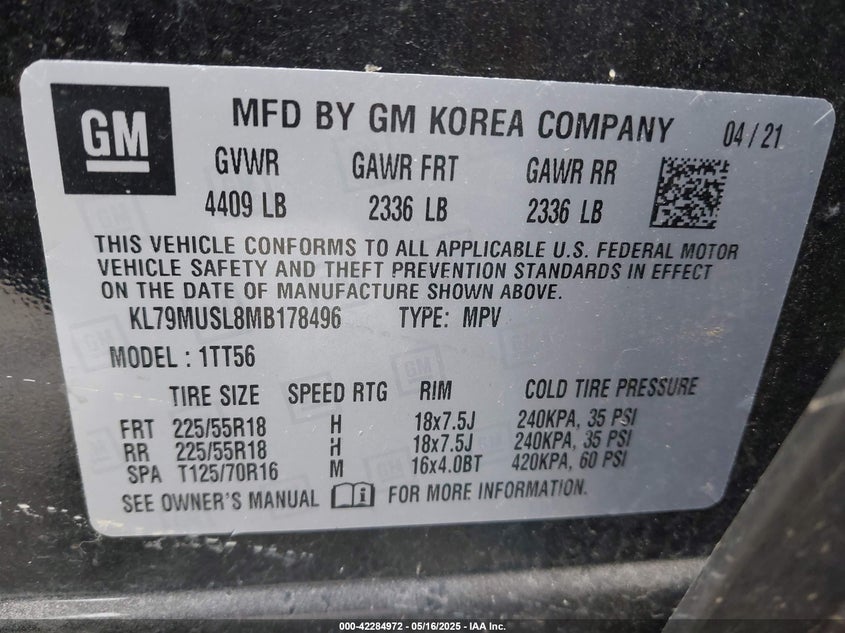 GM
MFD BY GM KOREA COMPANY 04 / 21
GVWR GAWR FRT GAWR RR
4409 LB 2336 LB 2336 LB
THIS VEHICLE CONFORMS TO ALL APPLICABLE U.S. FEDERAL MOTOR
VEHICLE SAFETY AND THEFT PREVENTION STANDARDS IN EFFECT
ON THE DATE OF MANUFACTURE SHOWN ABOVE.
KL79MUSL8MB178496 TYPE: MPV
MODEL : 1TT56
TIRE SIZE SPEED RTG RIM COLD TIRE PRESSURE
FRT 225/55R18 H 18x7.5J 240KPA, 35 PSI
RR 225/55R18 H 18x7.5J 240KPA, 35 PSI
SPA T125/70R16 M 16x4.0BT 420KPA, 60 PSI
SEE OWNER'S MANUAL FOR MORE INFORMATION.
000-42284972 - 05/16/2025 - IAA Inc.